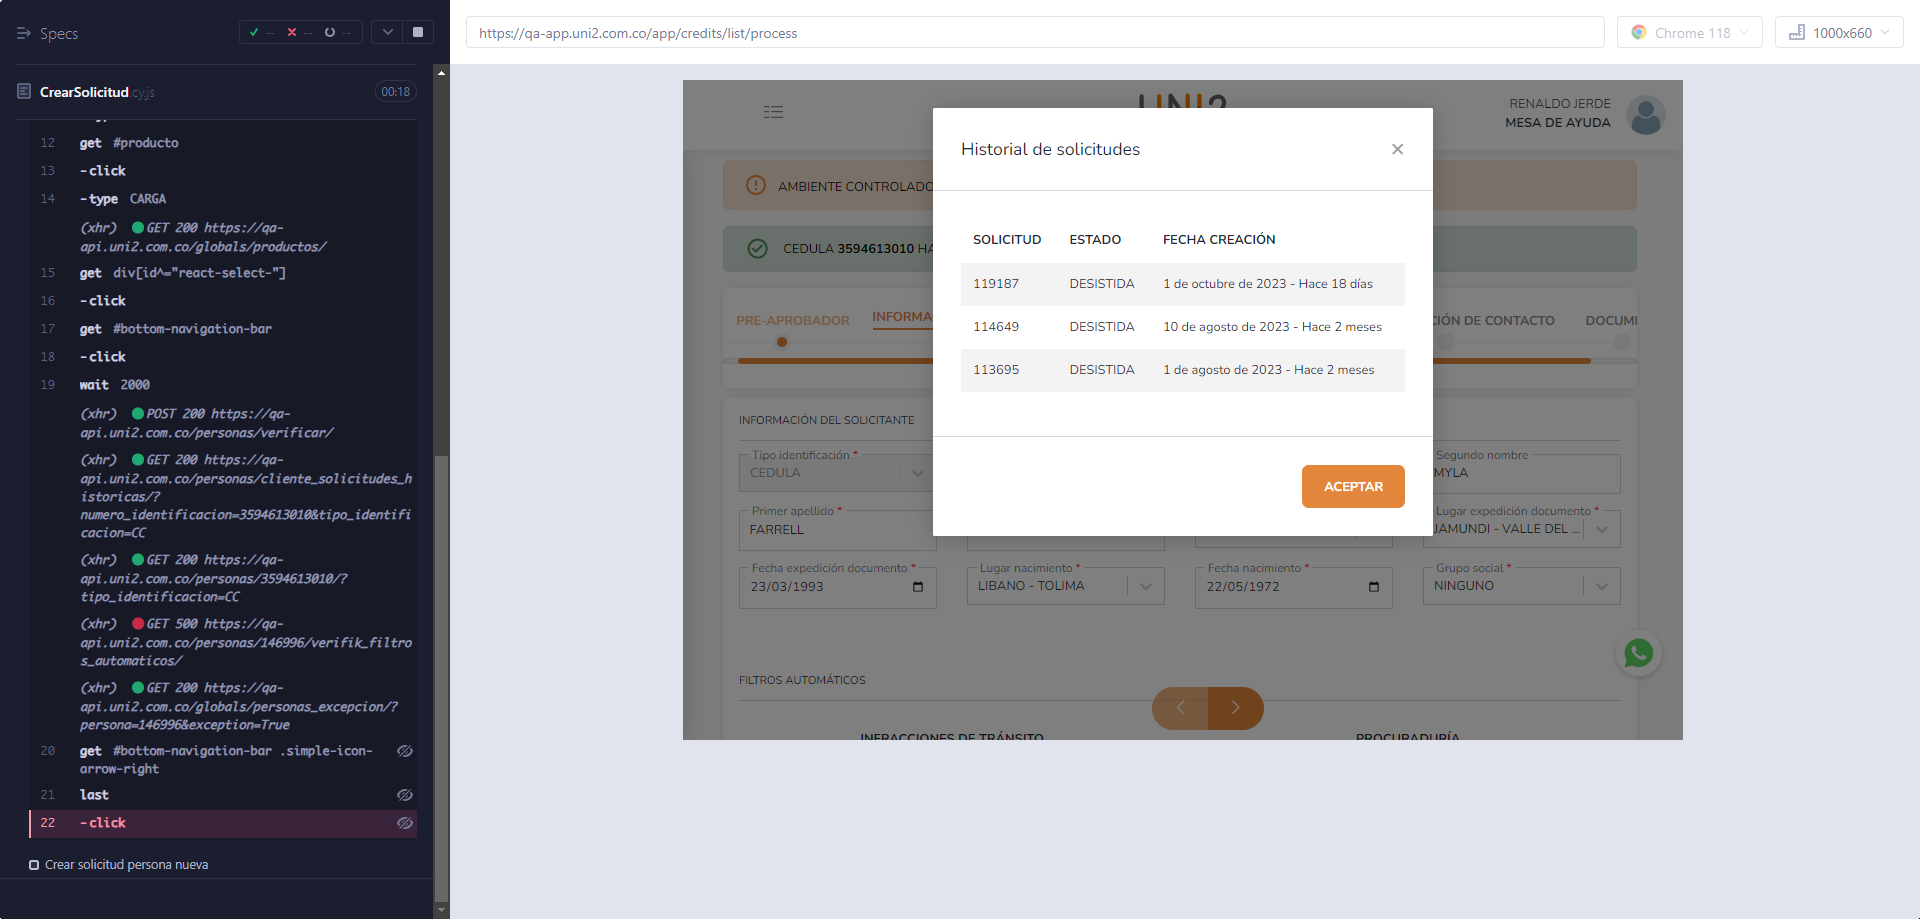 Specs
-- -- --
CrearSolicitud.cy.js
00:18
12 get #producto
13 -click
14 -type CARGA
(xhr) GET 200 https://qa-
api.uni2.com.co/globals/productos/
15 get div[id^="react-select-"]
16 -click
17 get #bottom-navigation-bar
18 -click
19 wait 2000
(xhr) POST 200 https://qa-
api.uni2.com.co/personas/verificar/
(xhr) GET 200 https://qa-
api.uni2.com.co/personas/cliente_solicitudes_h
istoricas/?
numero_identificacion=3594613010&tipo_identifi
cacion=CC
(xhr) GET 200 https://qa-
api.uni2.com.co/personas/3594613010/?
tipo_identificacion=CC
(xhr) GET 500 https://qa-
api.uni2.com.co/personas/146996/verifik_filtro
s_automaticos/
(xhr) GET 200 https://qa-
api.uni2.com.co/globals/personas_excepcion/?
persona=146996&exception=True
20 get #bottom-navigation-bar .simple-icon-
arrow-right
21 last
22 -click
Crear solicitud persona nueva
https://qa-app.uni2.com.co/app/credits/list/process
Chrome 118
1000x660
UNI2
RENALDO JERDE
MESA DE AYUDA
AMBIENTE CONTROLADO
CEDULA 3594613010 HA
PRE-APROBADOR
INFORMA
IÓN DE CONTACTO
DOCUMI
Historial de solicitudes
×
SOLICITUD ESTADO FECHA CREACIÓN
119187 DESISTIDA 1 de octubre de 2023 - Hace 18 días
114649 DESISTIDA 10 de agosto de 2023 - Hace 2 meses
113695 DESISTIDA 1 de agosto de 2023 - Hace 2 meses
ACEPTAR
INFORMACIÓN DEL SOLICITANTE
Tipo identificación *
CEDULA
Segundo nombre
MYLA
Primer apellido *
FARRELL
Lugar expedición documento *
JAMUNDI - VALLE DEL ...
Fecha expedición documento *
23/03/1993
Lugar nacimiento *
LIBANO - TOLIMA
Fecha nacimiento *
22/05/1972
Grupo social *
NINGUNO
FILTROS AUTOMÁTICOS
INFRACCIONES DE TRÁNSITO
PROCURADURÍA